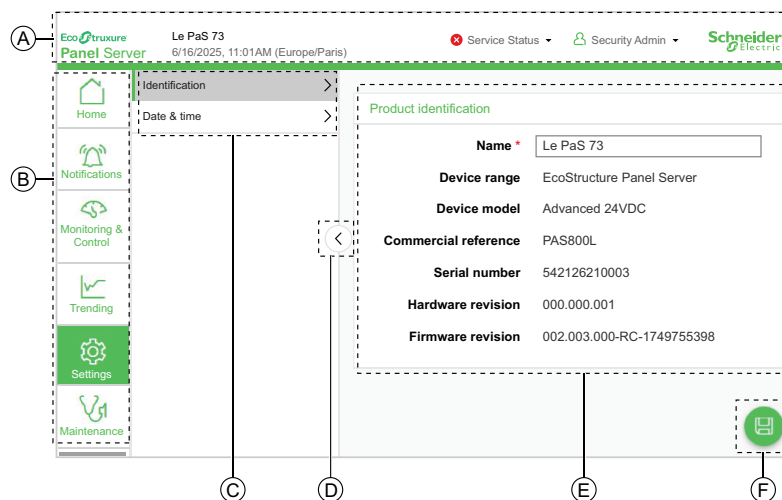 A
EcoStruxure
Panel Server
Le PaS 73
6/16/2025, 11:01AM (Europe/Paris)
Service Status
Security Admin
Schneider
Electric
B
Home
Notifications
Monitoring &
Control
Trending
Settings
Maintenance
Identification
Date & time
Product identification
Name * Le PaS 73
Device range EcoStructure Panel Server
Device model Advanced 24VDC
Commercial reference PAS800L
Serial number 542126210003
Hardware revision 000.000.001
Firmware revision 002.003.000-RC-1749755398
C
D
E
F